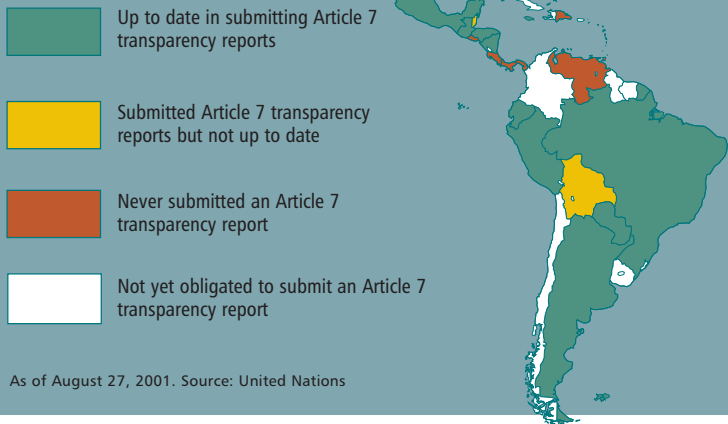 Up to date in submitting Article 7
transparency reports
Submitted Article 7 transparency
reports but not up to date
Never submitted an Article 7
transparency report
Not yet obligated to submit an Article 7
transparency report
As of August 27, 2001. Source: United Nations